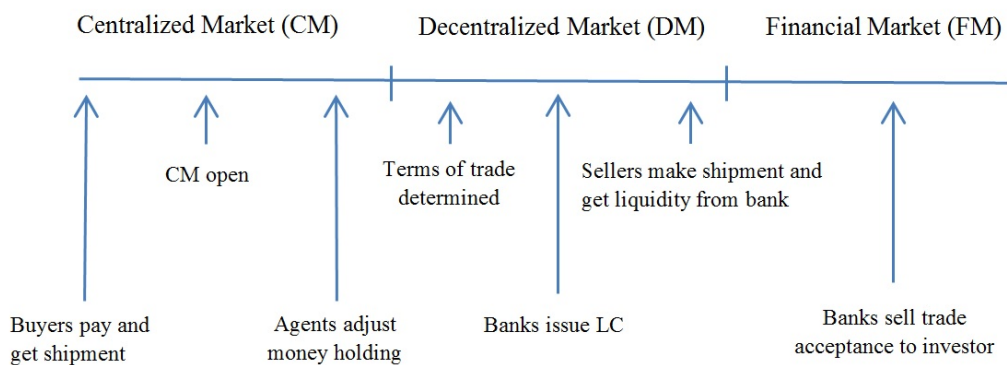 Centralized Market (CM)
Decentralized Market (DM)
Financial Market (FM)
CM open
Terms of trade
determined
Sellers make shipment and
get liquidity from bank
Buyers pay and
get shipment
Agents adjust
money holding
Banks issue LC
Banks sell trade
acceptance to investor